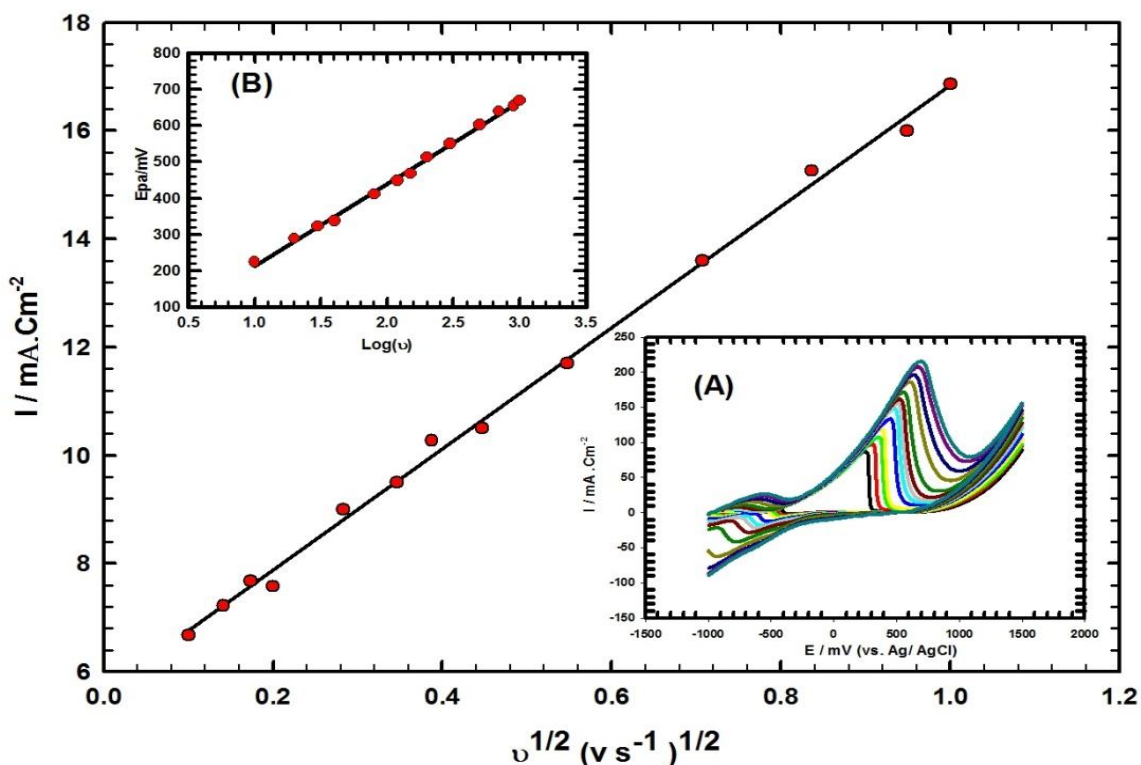 18
16
14
12
10
8
6
I / mA.Cm⁻²
0.0 0.2 0.4 0.6 0.8 1.0 1.2
υ^1/2 (v s⁻¹)^1/2
(B)
800
700
600
500
400
300
200
100
Epa/mV
0.5 1.0 1.5 2.0 2.5 3.0 3.5
Log(υ)
(A)
250
200
150
100
50
0
-50
-100
-150
I / mA .Cm⁻²
-1500 -1000 -500 0 500 1000 1500 2000
E / mV (vs. Ag/ AgCl)